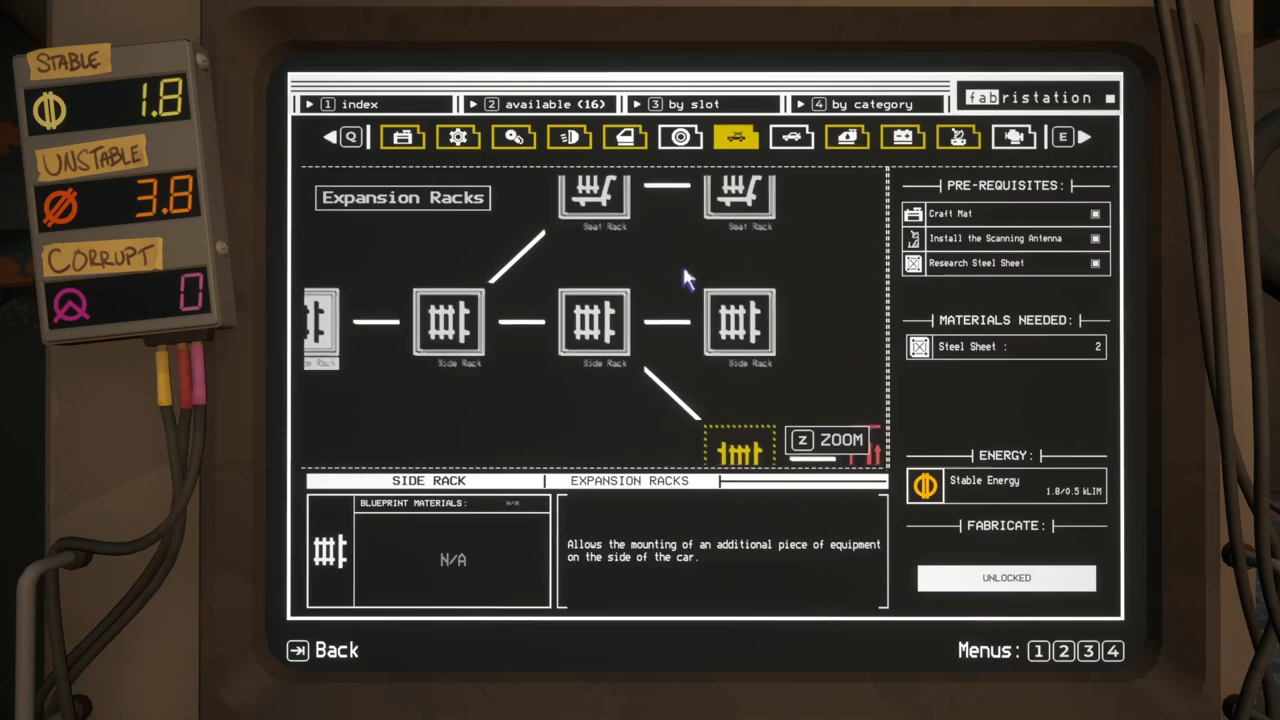 STABLE
1.8
UNSTABLE
3.8
CORRUPT
0
1 index
2 available (16)
3 by slot
4 by category
fabristation
Q
E
Expansion Racks
Seat Rack
Seat Rack
Side Rack
Side Rack
Side Rack
Z ZOOM
PRE-REQUISITES:
Craft Mat
Install the Scanning Antenna
Research Steel Sheet
MATERIALS NEEDED:
Steel Sheet : 2
ENERGY:
Stable Energy
1.8/0.5 kLIM
FABRICATE:
UNLOCKED
SIDE RACK
EXPANSION RACKS
BLUEPRINT MATERIALS: N/A
N/A
Allows the mounting of an additional piece of equipment
on the side of the car.
Back
Menus: 1 2 3 4